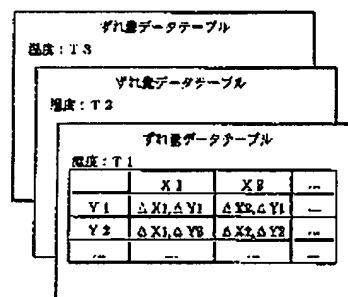 ずれ量データテーブル
温度：T3
ずれ量データテーブル
温度：T2
ずれ量データテーブル
温度：T1
X1 X2 ...
Y1 ΔX1,ΔY1 ΔX2,ΔY1 ...
Y2 ΔX1,ΔY2 ΔX2,ΔY2 ...
... ... ... ...